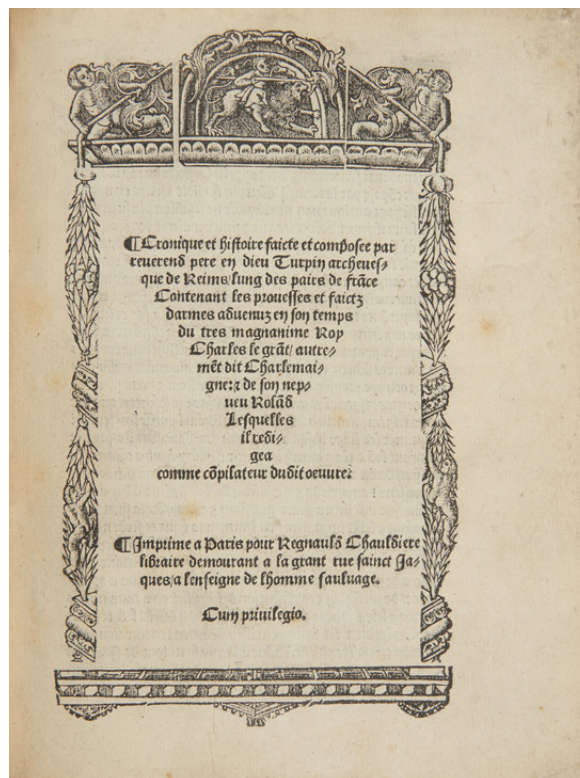 ¶Cronique et histoire faicte et composee par
reuerend pere en dieu Turpin archeues⸗
que de Reims/lung des pairs de frãce
Contenant les prouesses et faictz
darmes aduenuz en son temps
du tres magnanime Roy
Charles le grãt/ autre⸗
mẽt dit Charlemai⸗
gne: ⁊ de son nep⸗
ueu Rolãd
Lesquelles
il redi⸗
gea
comme cõpilateur dudit oeuure.
¶Imprime a Paris pour Regnauld Chauldiere
libraire demourant a la grant rue sainct Ja⸗
ques/a lenseigne de lhomme sauluage.
Cum priuilegio.